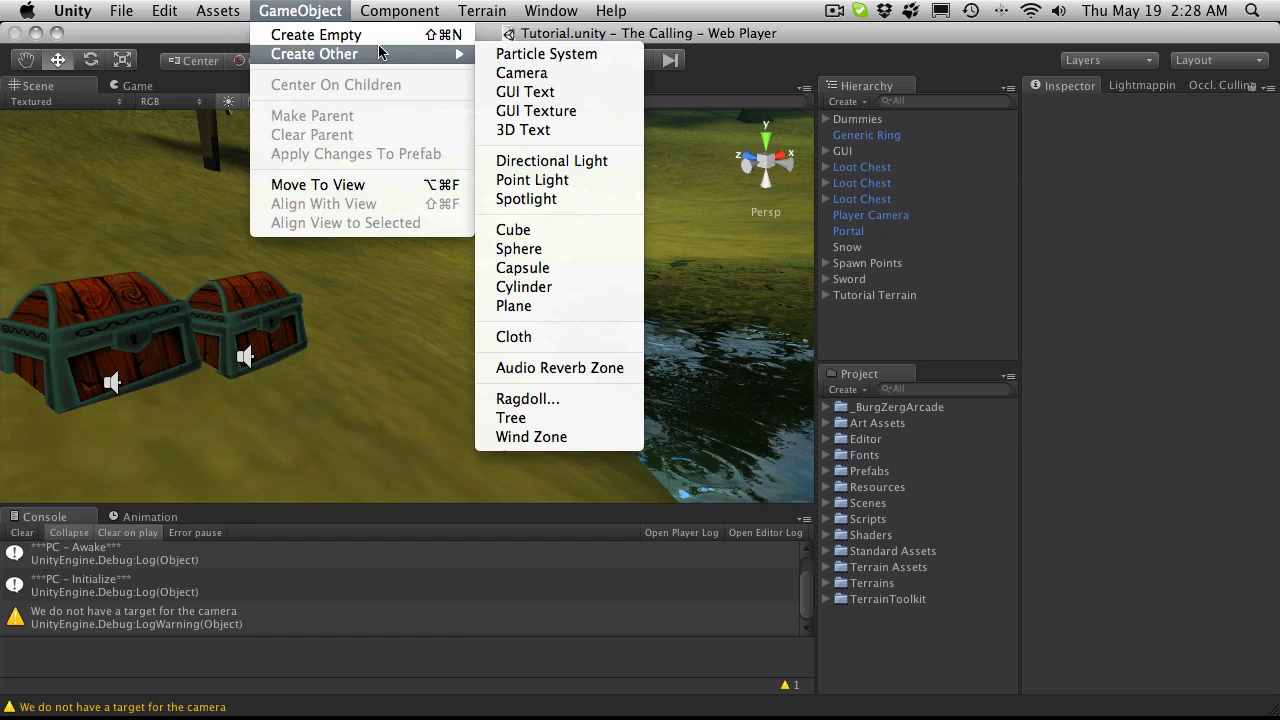 Unity File Edit Assets GameObject Component Terrain Window Help Thu May 19 2:28 AM
Tutorial.unity – The Calling – Web Player
Create Empty ⇧⌘N
Create Other
Center On Children
Make Parent
Clear Parent
Apply Changes To Prefab
Move To View ⌥⌘F
Align With View ⇧⌘F
Align View to Selected
Particle System
Camera
GUI Text
GUI Texture
3D Text
Directional Light
Point Light
Spotlight
Cube
Sphere
Capsule
Cylinder
Plane
Cloth
Audio Reverb Zone
Ragdoll...
Tree
Wind Zone
Center
Layers Layout
Scene Game
Textured RGB
All
y
z x
Persp
Hierarchy
Create All
Dummies
Generic Ring
GUI
Loot Chest
Loot Chest
Loot Chest
Player Camera
Portal
Snow
Spawn Points
Sword
Tutorial Terrain
Inspector Lightmappin Occl. Culling
Project
Create All
_BurgZergArcade
Art Assets
Editor
Fonts
Prefabs
Resources
Scenes
Scripts
Shaders
Standard Assets
Terrain Assets
Terrains
TerrainToolkit
Console Animation
Clear Collapse Clear on play Error pause Open Player Log Open Editor Log
***PC – Awake***
UnityEngine.Debug:Log(Object)
***PC – Initialize***
UnityEngine.Debug:Log(Object)
We do not have a target for the camera
UnityEngine.Debug:LogWarning(Object)
1
We do not have a target for the camera